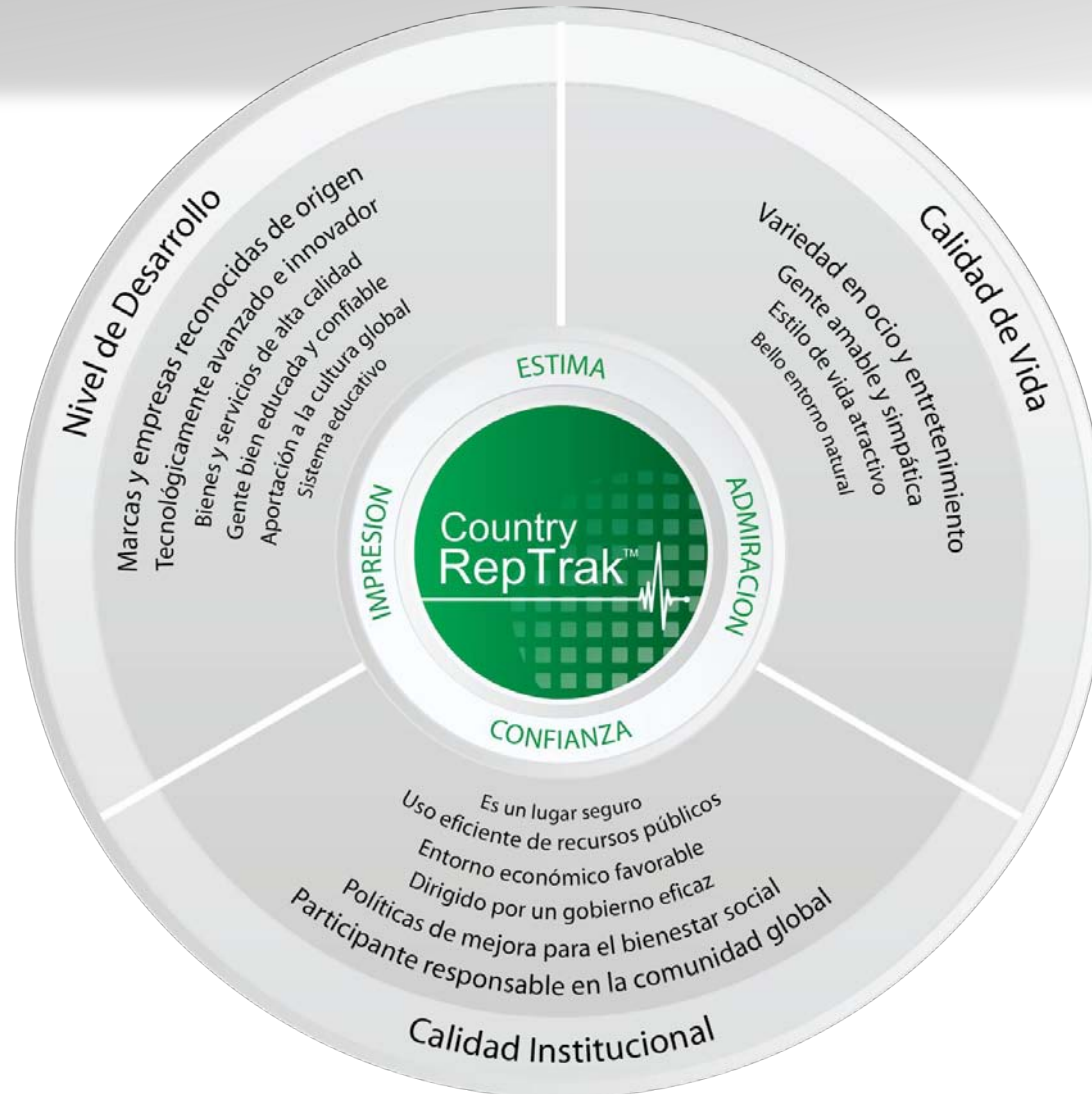 Nivel de Desarrollo
Marcas y empresas reconocidas de origen
Tecnológicamente avanzado e innovador
Bienes y servicios de alta calidad
Gente bien educada y confiable
Aportación a la cultura global
Sistema educativo
Calidad de Vida
Variedad en ocio y entretenimiento
Gente amable y simpática
Estilo de vida atractivo
Bello entorno natural
ESTIMA
ADMIRACION
IMPRESION
CONFIANZA
Country
RepTrak™
Es un lugar seguro
Uso eficiente de recursos públicos
Entorno económico favorable
Dirigido por un gobierno eficaz
Políticas de mejora para el bienestar social
Participante responsable en la comunidad global
Calidad Institucional